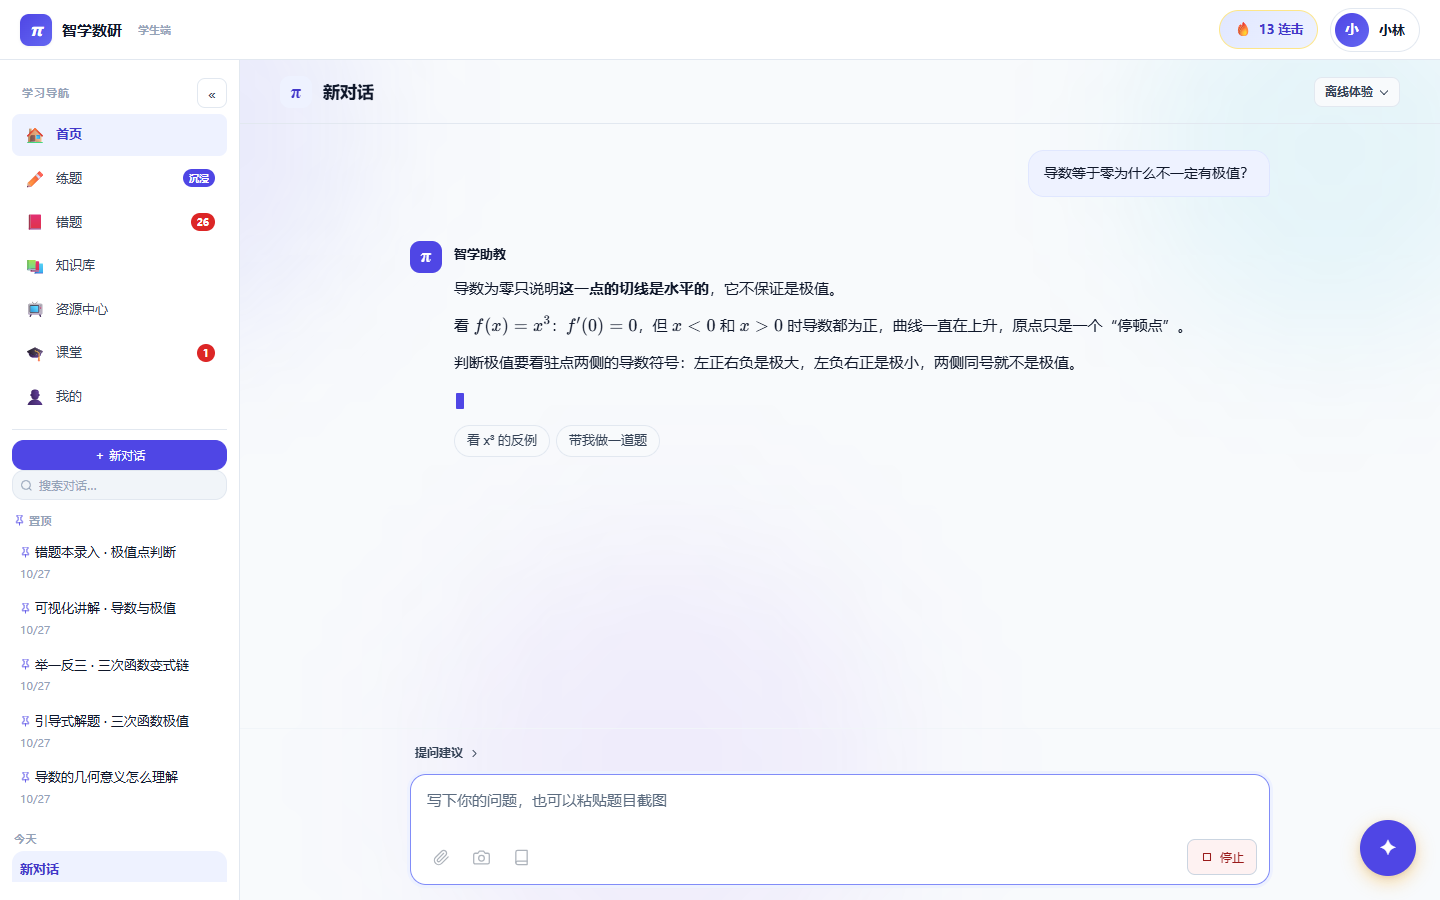 π 智学数研 学生端
13 连击
小 小林
学习导航 «
首页
练题 沉浸
错题 26
知识库
资源中心
课堂 1
我的
+ 新对话
搜索对话...
置顶
错题本录入 · 极值点判断
10/27
可视化讲解 · 导数与极值
10/27
举一反三 · 三次函数变式链
10/27
引导式解题 · 三次函数极值
10/27
导数的几何意义怎么理解
10/27
今天
新对话
π 新对话
离线体验
导数等于零为什么不一定有极值?
π 智学助教
导数为零只说明这一点的切线是水平的，它不保证是极值。
看 f(x) = x³：f′(0) = 0，但 x < 0 和 x > 0 时导数都为正，曲线一直在上升，原点只是一个“停顿点”。
判断极值要看驻点两侧的导数符号：左正右负是极大，左负右正是极小，两侧同号就不是极值。
看 x³ 的反例 带我做一道题
提问建议 >
写下你的问题，也可以粘贴题目截图
停止